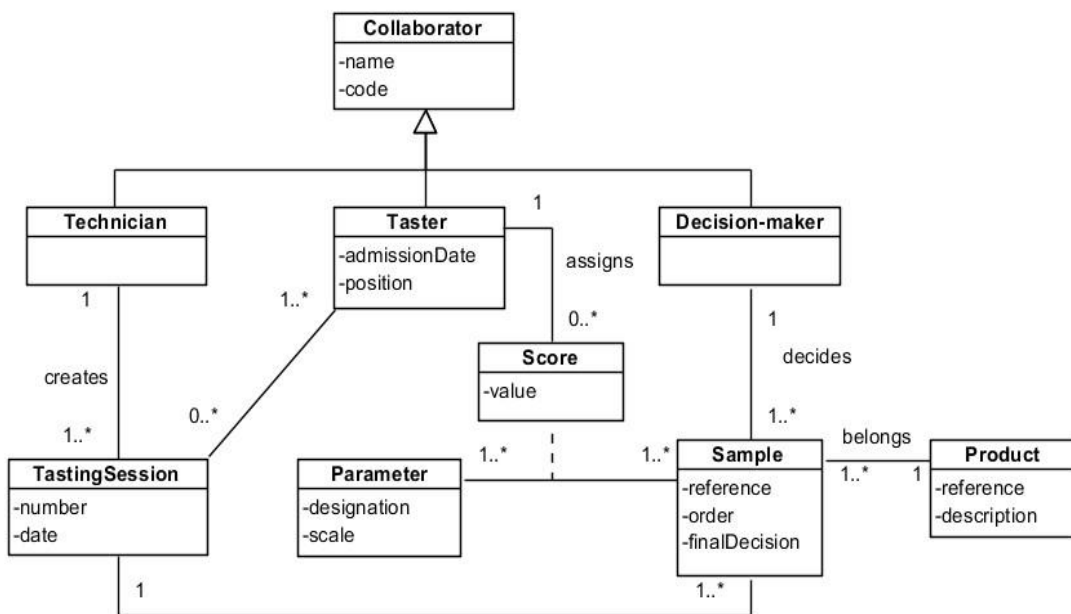 Collaborator
-name
-code
Technician
Taster
-admissionDate
-position
1
Decision-maker
assigns
1
1..*
0..*
1
creates
Score
-value
decides
0..*
1..*
1..*
belongs
TastingSession
-number
-date
Parameter
-designation
-scale
1..*
1..*
Sample
-reference
-order
-finalDecision
1..*
1
Product
-reference
-description
1
1..*